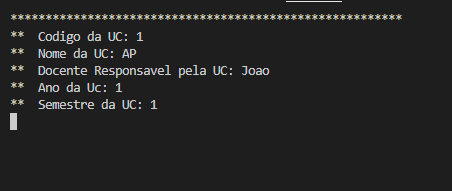 ********************************************************
**  Codigo da UC: 1
**  Nome da UC: AP
**  Docente Responsavel pela UC: Joao
**  Ano da Uc: 1
**  Semestre da UC: 1